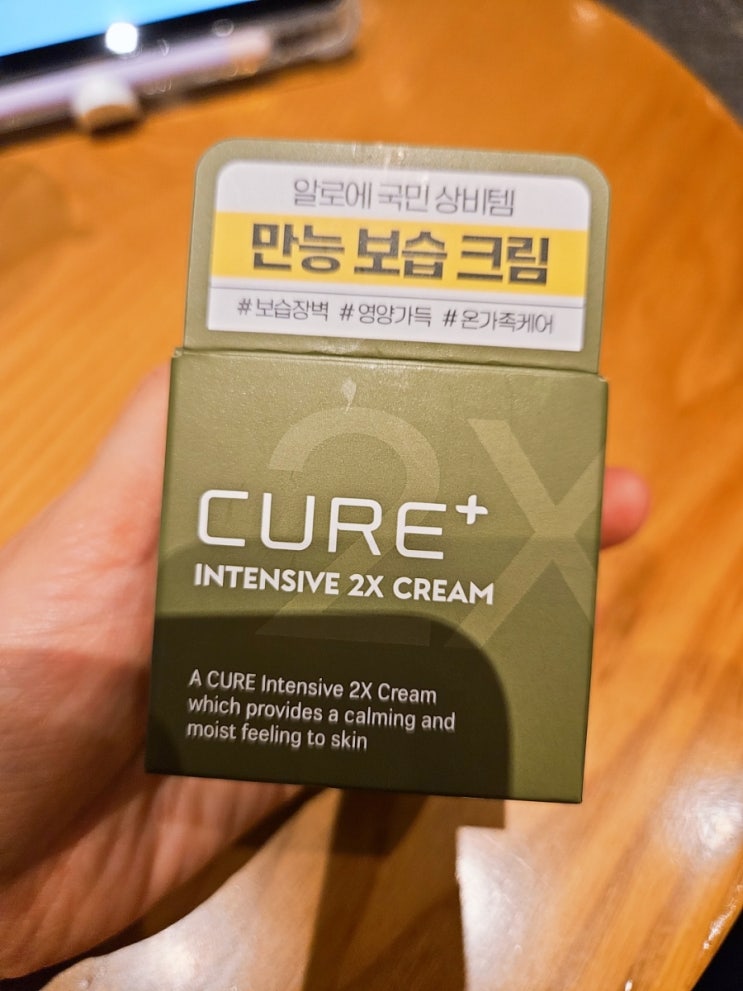 알로에 국민 상비템
만능 보습 크림
#보습장벽 #영양가득 #온가족케어
2X
CURE+
INTENSIVE 2X CREAM
A CURE Intensive 2X Cream
which provides a calming and
moist feeling to skin